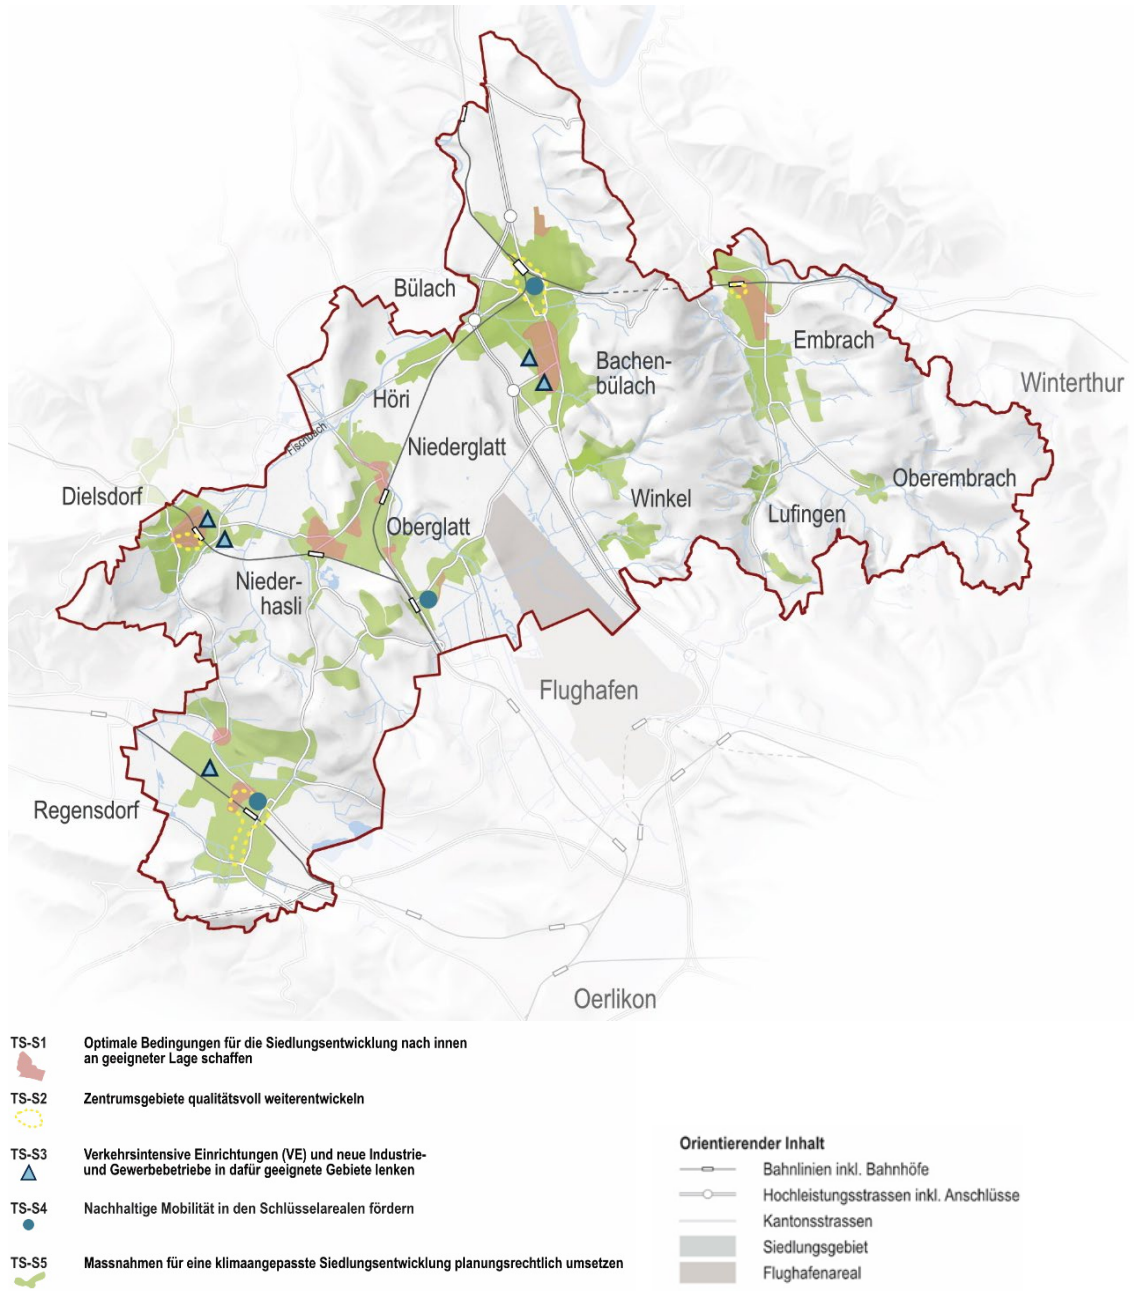 Bülach
Embrach
Bachen-
bülach
Winterthur
Höri
Fischbach
Niederglatt
Oberembrach
Dielsdorf
Winkel
Lufingen
Oberglatt
Nieder-
hasli
Flughafen
Regensdorf
Oerlikon
TS-S1 Optimale Bedingungen für die Siedlungsentwicklung nach innen
an geeigneter Lage schaffen
TS-S2 Zentrumsgebiete qualitätsvoll weiterentwickeln
TS-S3 Verkehrsintensive Einrichtungen (VE) und neue Industrie-
und Gewerbebetriebe in dafür geeignete Gebiete lenken
TS-S4 Nachhaltige Mobilität in den Schlüsselarealen fördern
TS-S5 Massnahmen für eine klimaangepasste Siedlungsentwicklung planungsrechtlich umsetzen
Orientierender Inhalt
Bahnlinien inkl. Bahnhöfe
Hochleistungsstrassen inkl. Anschlüsse
Kantonsstrassen
Siedlungsgebiet
Flughafenareal